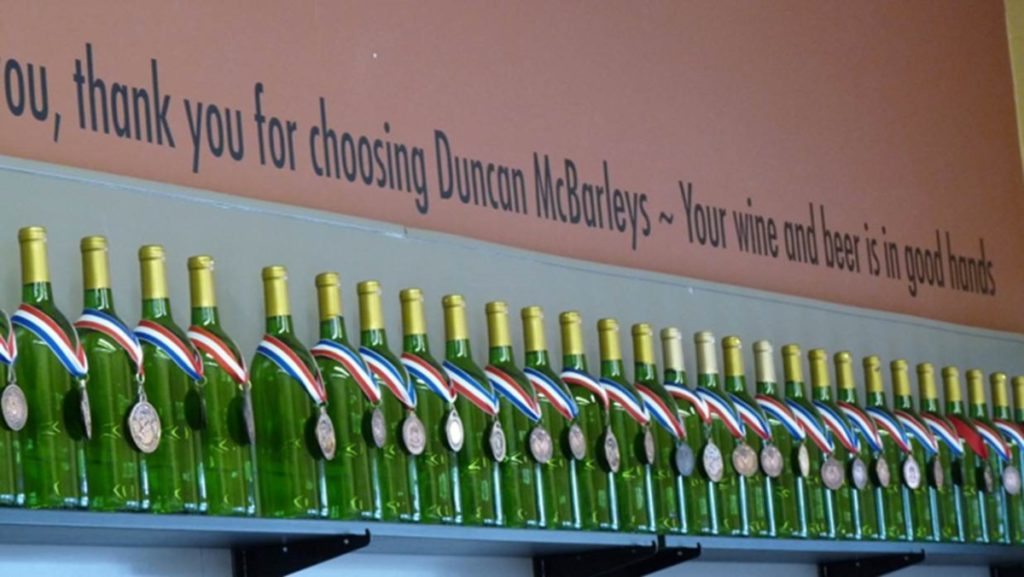 ou, thank you for choosing Duncan McBarleys ~ Your wine and beer is in good hands